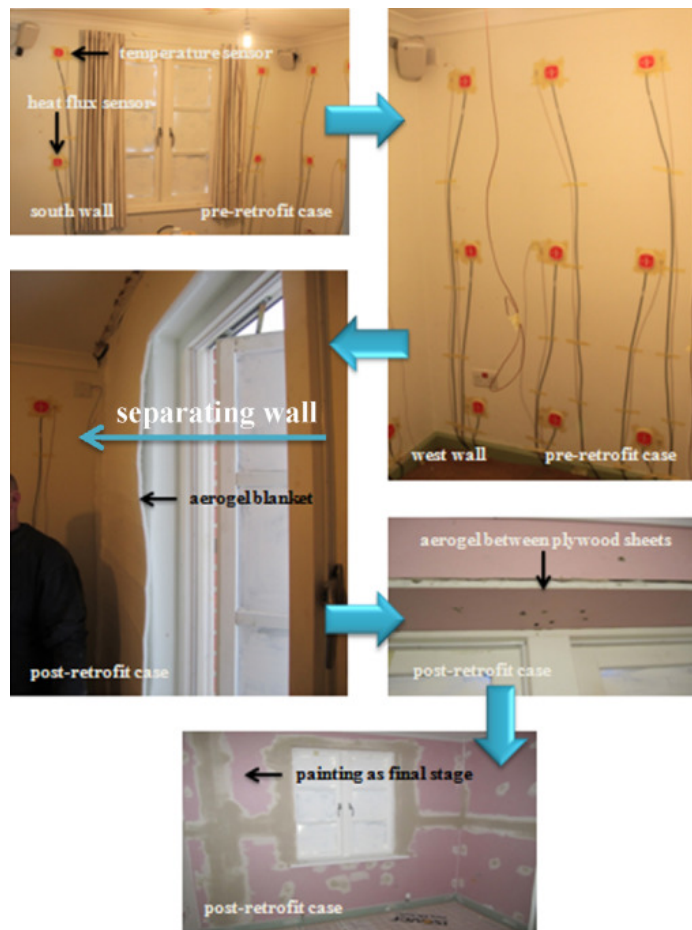 temperature sensor
heat flux sensor
south wall
pre-retrofit case
west wall
pre-retrofit case
separating wall
aerogel blanket
post-retrofit case
aerogel between plywood sheets
post-retrofit case
painting as final stage
post-retrofit case